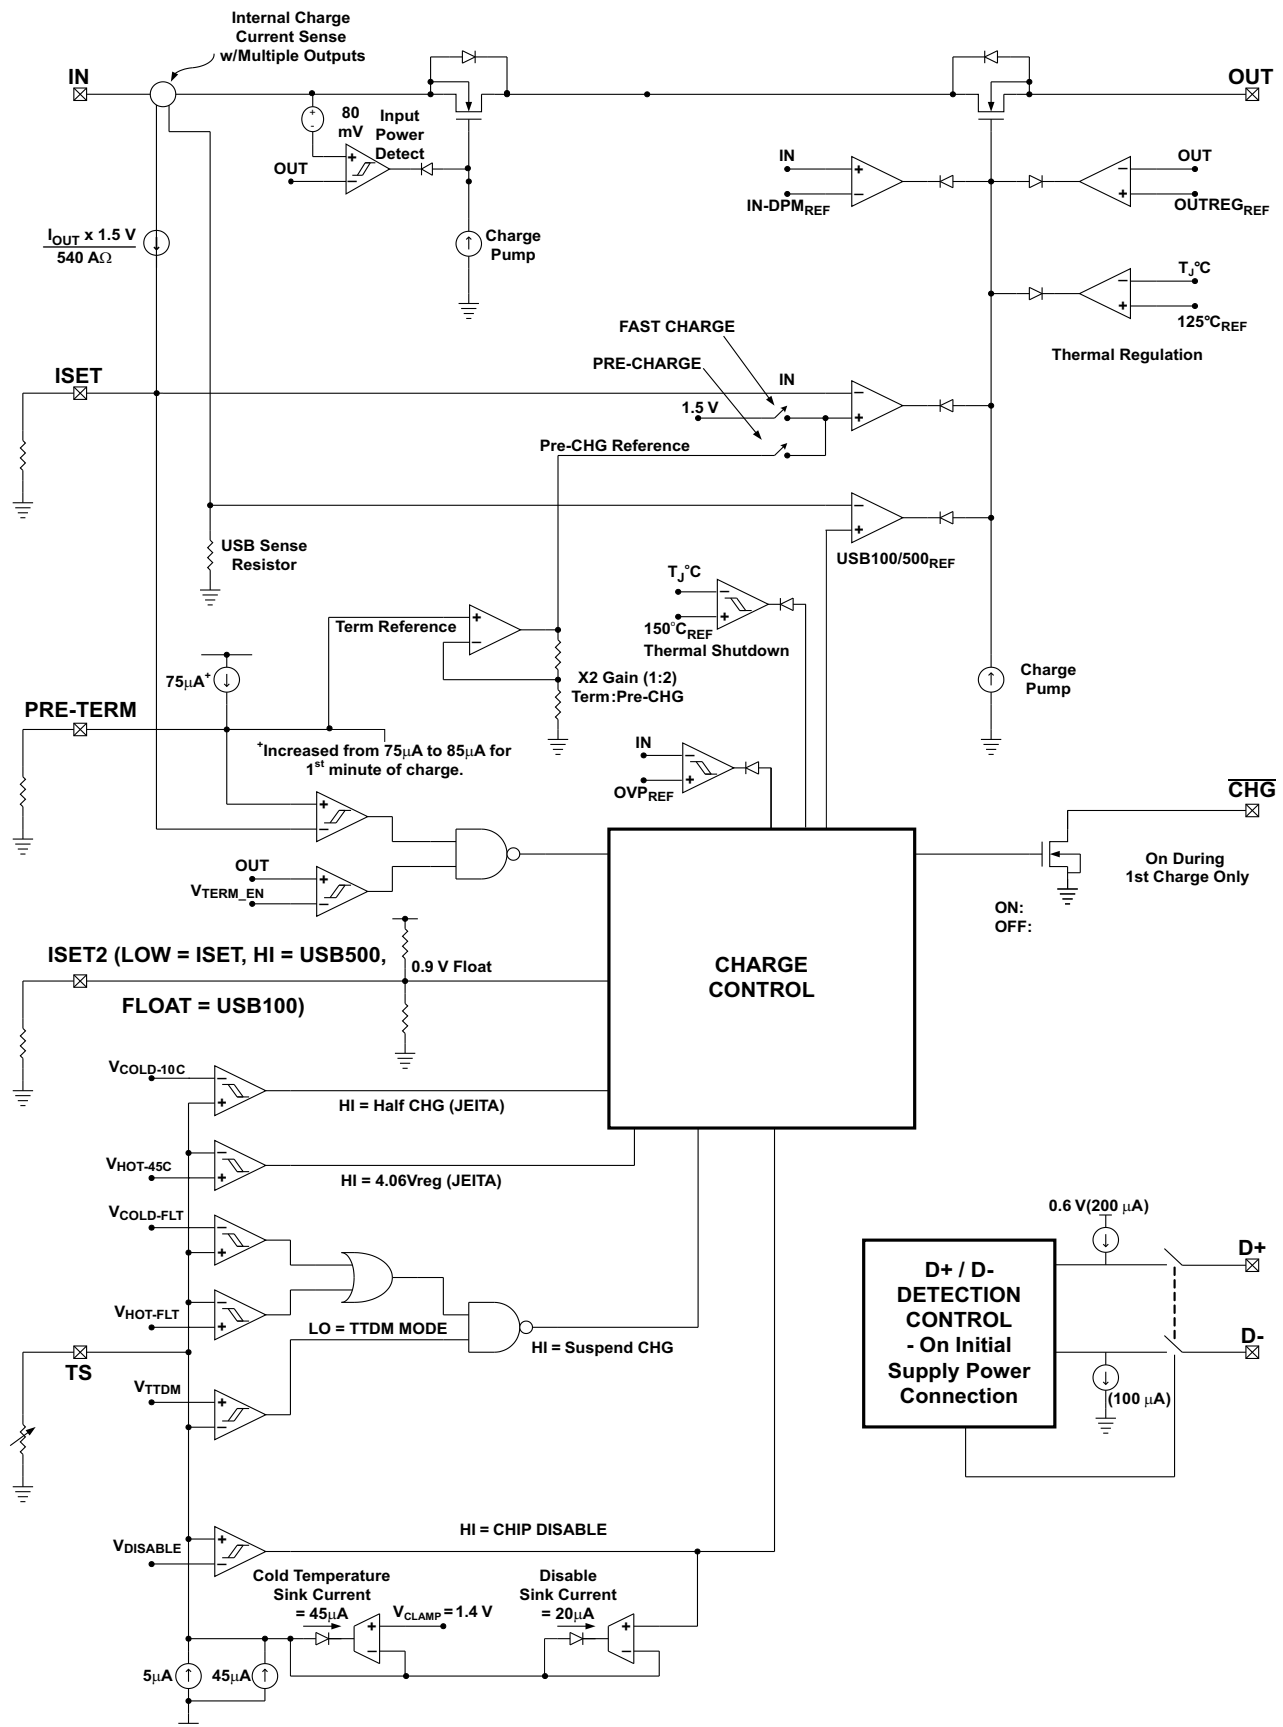 Internal Charge
Current Sense
w/Multiple Outputs
IN
OUT
+
-
80
mV
Input
Power
Detect
+
−
OUT
Charge
Pump
IN
IN-DPMREF
+
−
OUT
OUTREGREF
−
+
IOUT x 1.5 V
540 AΩ
TJ°C
125°CREF
−
+
Thermal Regulation
FAST CHARGE
PRE-CHARGE
ISET
IN
1.5 V
−
+
Pre-CHG Reference
−
+
USB100/500REF
USB Sense
Resistor
TJ°C
150°CREF
−
+
Thermal Shutdown
Term Reference
+
−
X2 Gain (1:2)
Term:Pre-CHG
75μA+
Charge
Pump
PRE-TERM
+Increased from 75μA to 85μA for
1st minute of charge.
IN
OVPREF
−
+
CHG
+
−
OUT
VTERM_EN
+
−
On During
1st Charge Only
ON:
OFF:
ISET2 (LOW = ISET, HI = USB500,
FLOAT = USB100)
0.9 V Float
CHARGE
CONTROL
VCOLD-10C
−
+
HI = Half CHG (JEITA)
VHOT-45C
−
+
HI = 4.06Vreg (JEITA)
VCOLD-FLT
−
+
VHOT-FLT
−
+
LO = TTDM MODE
HI = Suspend CHG
TS
VTTDM
+
−
0.6 V(200 μA)
D+
D-
D+ / D-
DETECTION
CONTROL
- On Initial
Supply Power
Connection
(100 μA)
VDISABLE
+
−
HI = CHIP DISABLE
Cold Temperature
Sink Current
= 45μA
VCLAMP = 1.4 V
+
−
Disable
Sink Current
= 20μA
+
−
5μA
45μA